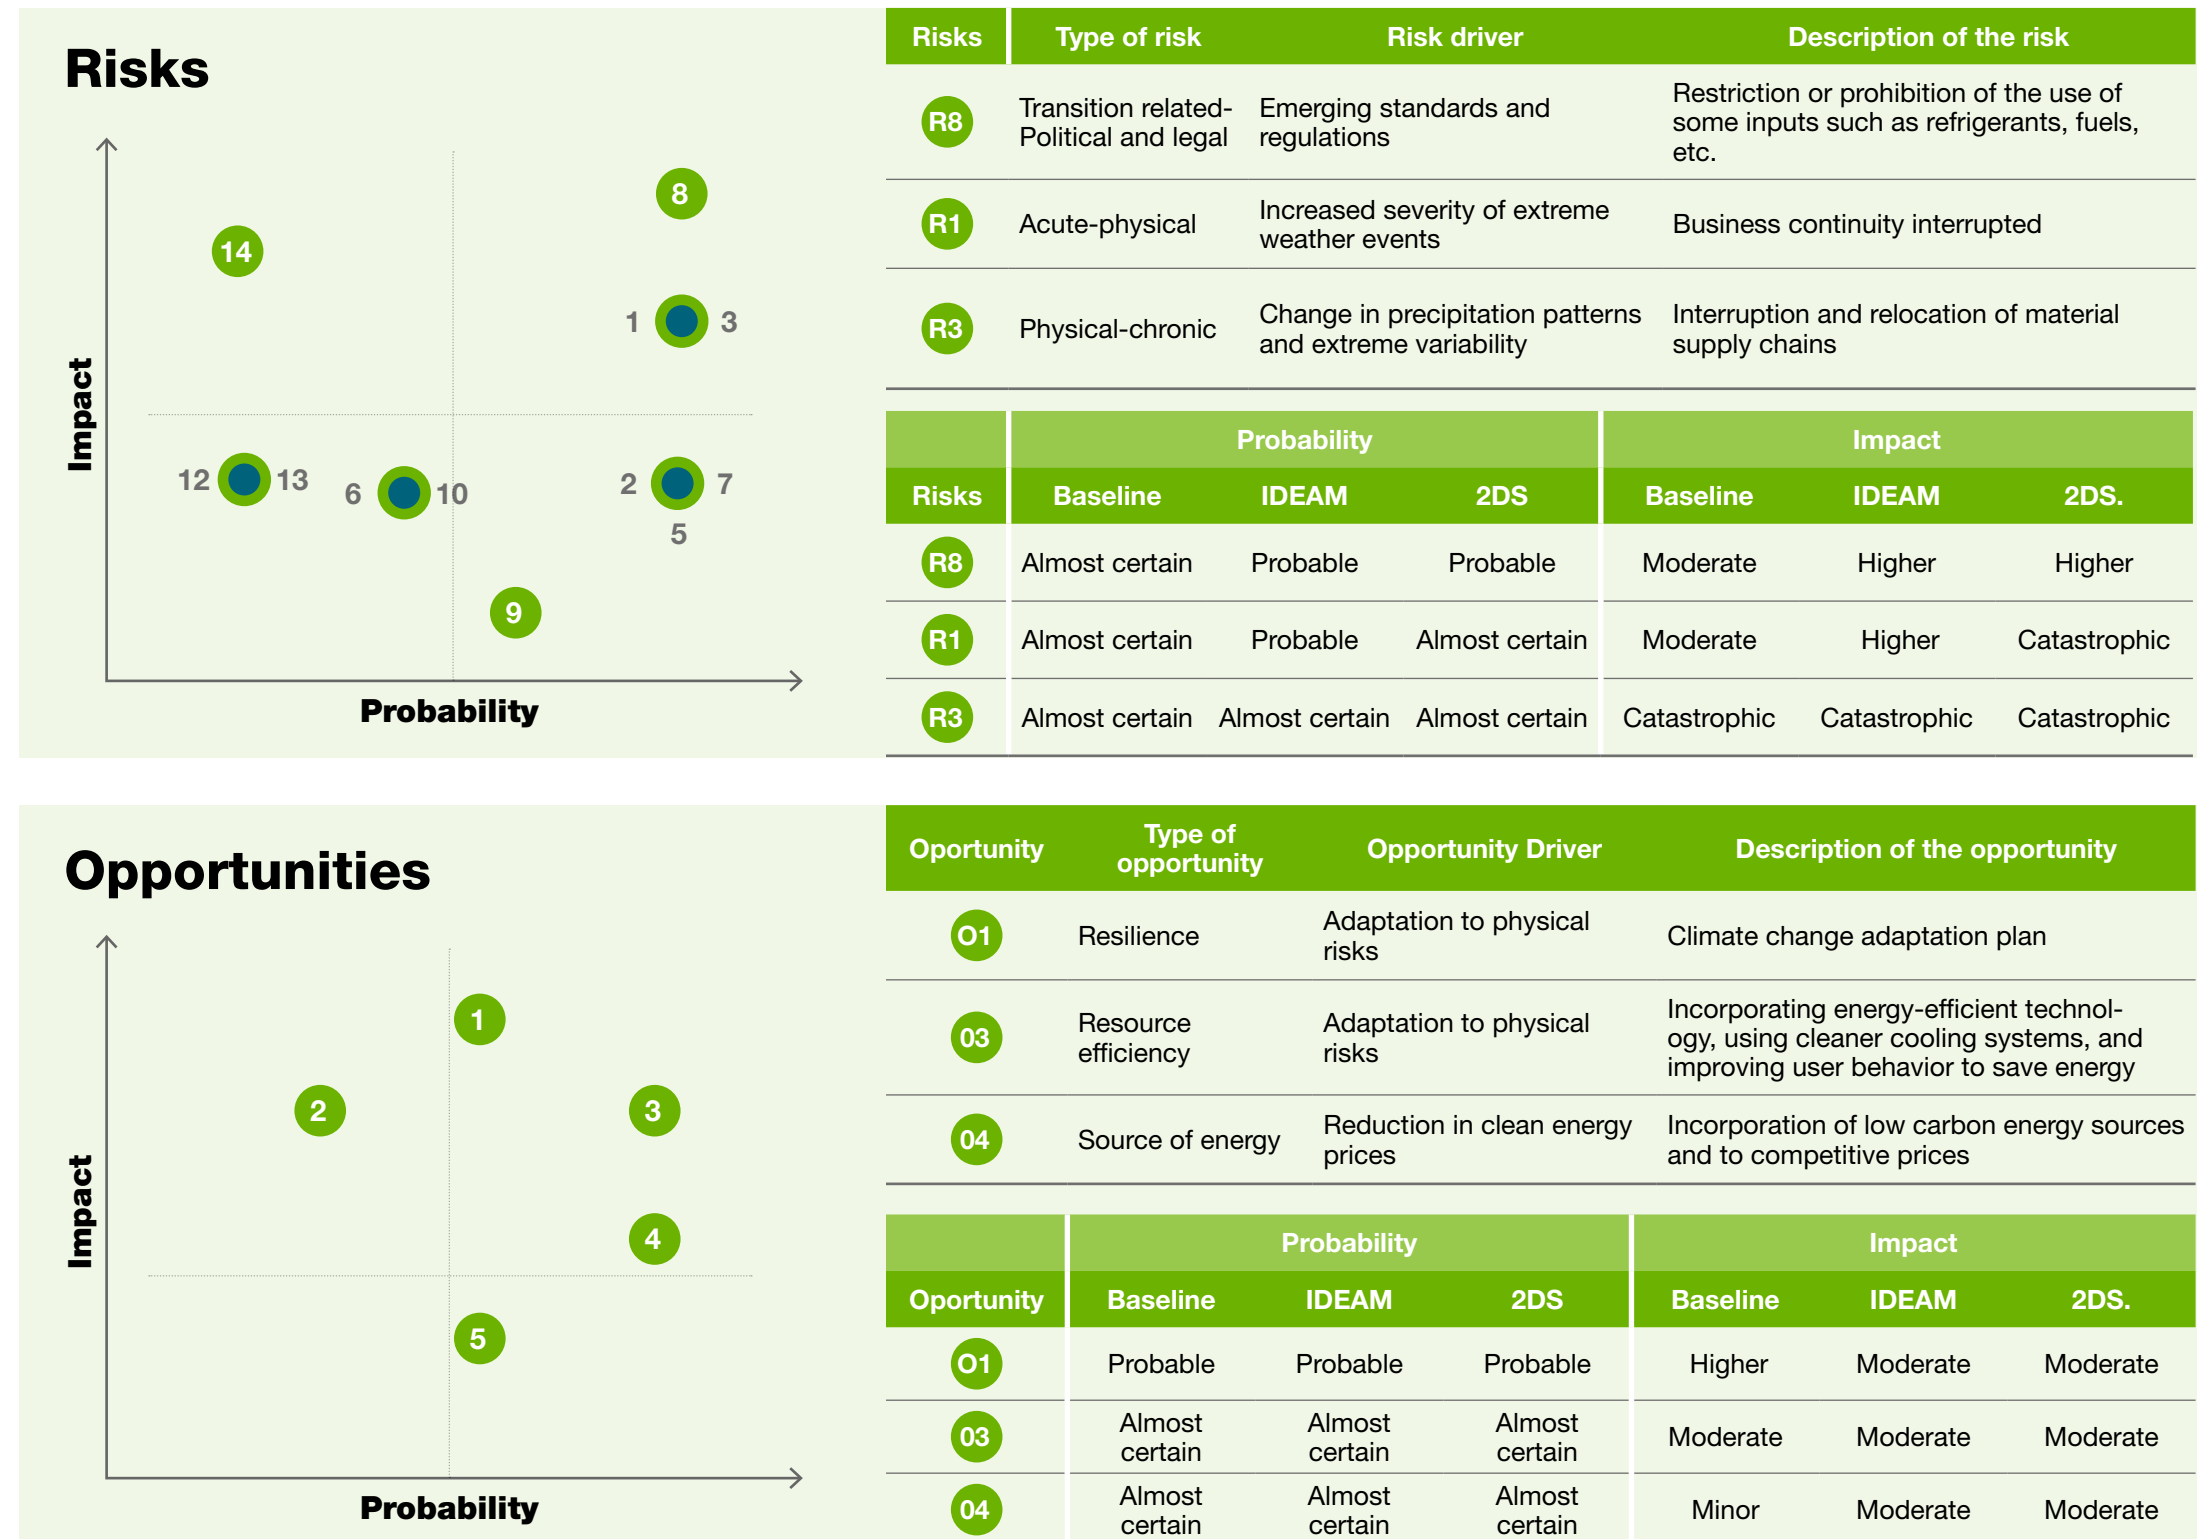 Risks
14
8
1
3
12
13
6
10
2
7
5
9
Impact
Probability
Risks
Type of risk
Risk driver
Description of the risk
R8
Transition related-
Political and legal
Emerging standards and
regulations
Restriction or prohibition of the use of
some inputs such as refrigerants, fuels,
etc.
R1
Acute-physical
Increased severity of extreme
weather events
Business continuity interrupted
R3
Physical-chronic
Change in precipitation patterns
and extreme variability
Interruption and relocation of material
supply chains
Probability
Impact
Risks
Baseline
IDEAM
2DS
Baseline
IDEAM
2DS.
R8
Almost certain
Probable
Probable
Moderate
Higher
Higher
R1
Almost certain
Probable
Almost certain
Moderate
Higher
Catastrophic
R3
Almost certain
Almost certain
Almost certain
Catastrophic
Catastrophic
Catastrophic
Opportunities
1
2
3
4
5
Impact
Probability
Oportunity
Type of
opportunity
Opportunity Driver
Description of the opportunity
O1
Resilience
Adaptation to physical
risks
Climate change adaptation plan
03
Resource
efficiency
Adaptation to physical
risks
Incorporating energy-efficient technol-
ogy, using cleaner cooling systems, and
improving user behavior to save energy
04
Source of energy
Reduction in clean energy
prices
Incorporation of low carbon energy sources
and to competitive prices
Probability
Impact
Oportunity
Baseline
IDEAM
2DS
Baseline
IDEAM
2DS.
O1
Probable
Probable
Probable
Higher
Moderate
Moderate
03
Almost
certain
Almost
certain
Almost
certain
Moderate
Moderate
Moderate
04
Almost
certain
Almost
certain
Almost
certain
Minor
Moderate
Moderate